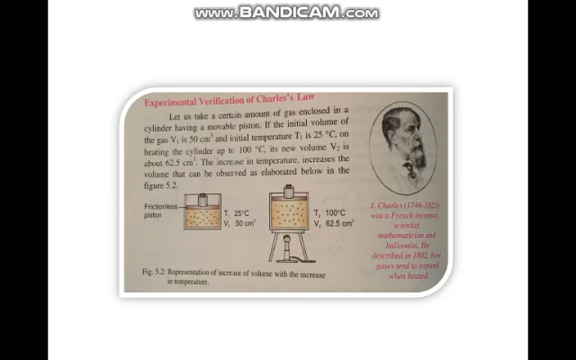 www.BANDICAM.com
Experimental Verification of Charles's Law
Let us take a certain amount of gas enclosed in a
cylinder having a movable piston. If the initial volume of
the gas V₁ is 50 cm³ and initial temperature T₁ is 25 °C, on
heating the cylinder up to 100 °C, its new volume V₂ is
about 62.5 cm³. The increase in temperature, increases the
volume that can be observed as elaborated below in the
figure 5.2.
Frictionless
piston
T₁ 25°C
V₁ 50 cm³
T₂ 100°C
V₂ 62.5 cm³
Fig. 5.2: Representation of increase of volume with the increase
in temperature.
J. Charles (1746-1823)
was a French inventor,
scientist,
mathematician and
balloonist. He
described in 1802, how
gases tend to expand
when heated.